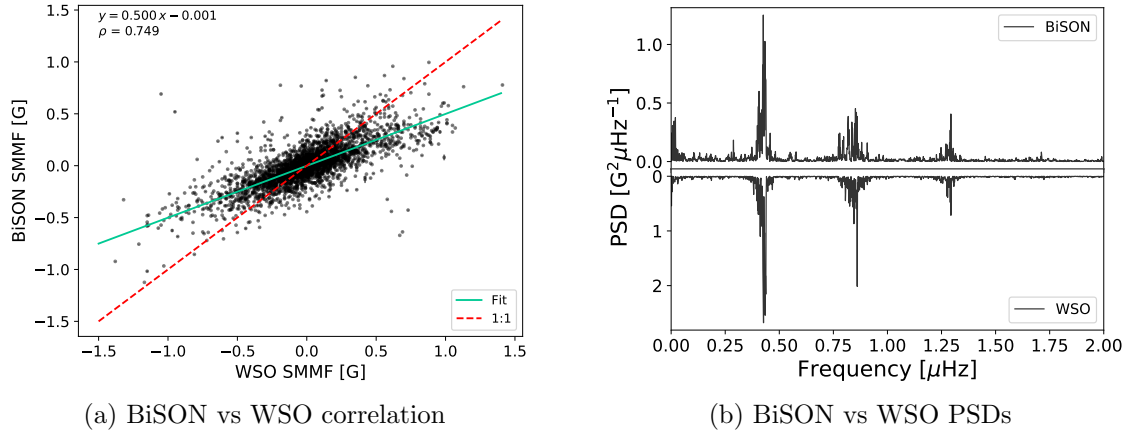 y = 0.500 x − 0.001
ρ = 0.749
BiSON SMMF [G]
1.5
1.0
0.5
0.0
−0.5
−1.0
−1.5
Fit
1:1
−1.5 −1.0 −0.5 0.0 0.5 1.0 1.5
WSO SMMF [G]
(a) BiSON vs WSO correlation
BiSON
PSD [G²μHz⁻¹]
1.0
0.5
0.0
0
1
2
WSO
0.00 0.25 0.50 0.75 1.00 1.25 1.50 1.75 2.00
Frequency [μHz]
(b) BiSON vs WSO PSDs